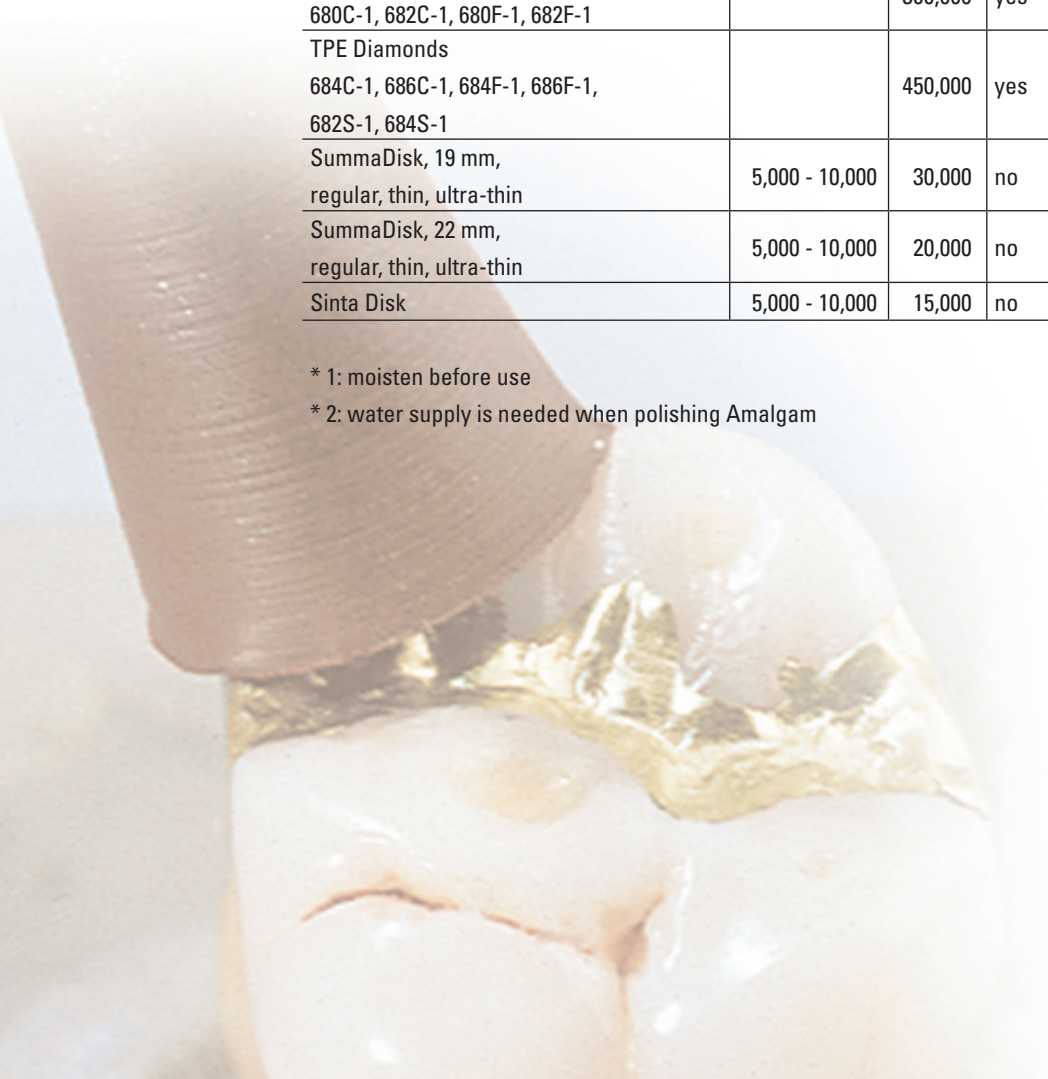 680C-1, 682C-1, 680F-1, 682F-1 yes
TPE Diamonds
684C-1, 686C-1, 684F-1, 686F-1,
682S-1, 684S-1
450,000 yes
SummaDisk, 19 mm,
regular, thin, ultra-thin
5,000 - 10,000 30,000 no
SummaDisk, 22 mm,
regular, thin, ultra-thin
5,000 - 10,000 20,000 no
Sinta Disk 5,000 - 10,000 15,000 no
* 1: moisten before use
* 2: water supply is needed when polishing Amalgam